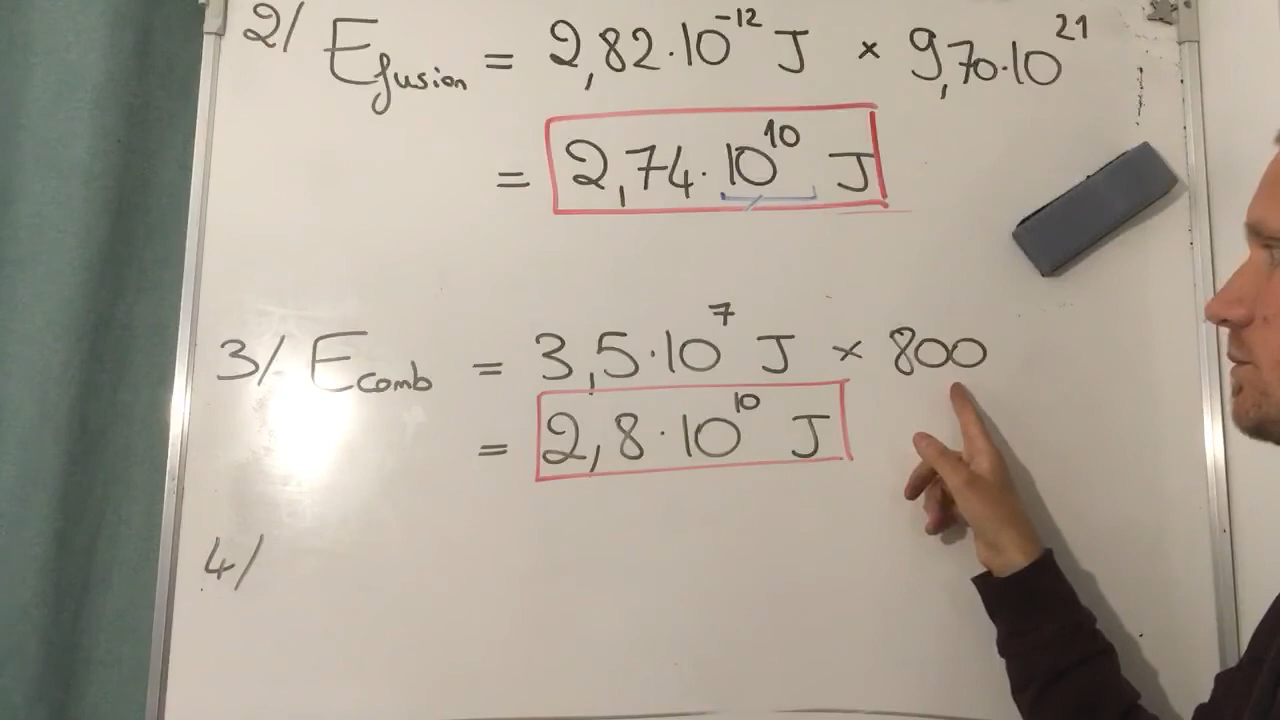 2/ E fusion = 2,82·10⁻¹² J × 9,70·10²¹
= 2,74·10¹⁰ J
3/ E comb = 3,5·10⁷ J × 800
= 2,8·10¹⁰ J
4/